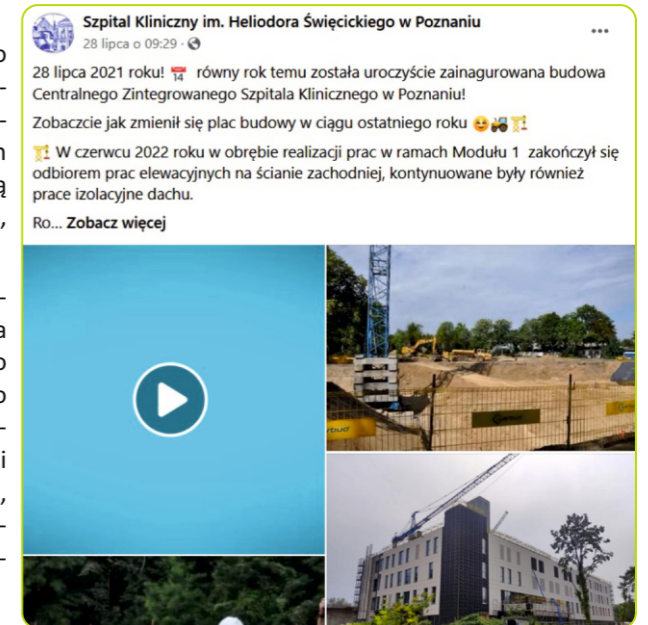 Szpital Kliniczny im. Heliodora Święcickiego w Poznaniu
28 lipca o 09:29 ·
28 lipca 2021 roku! 📅 równy rok temu została uroczyście zainagurowana budowa
Centralnego Zintegrowanego Szpitala Klinicznego w Poznaniu!
Zobaczcie jak zmienił się plac budowy w ciągu ostatniego roku 😊🚜🏗️
🏗️ W czerwcu 2022 roku w obrębie realizacji prac w ramach Modułu 1 zakończył się
odbiorem prac elewacyjnych na ścianie zachodniej, kontynuowane były również
prace izolacyjne dachu.
Ro... Zobacz więcej